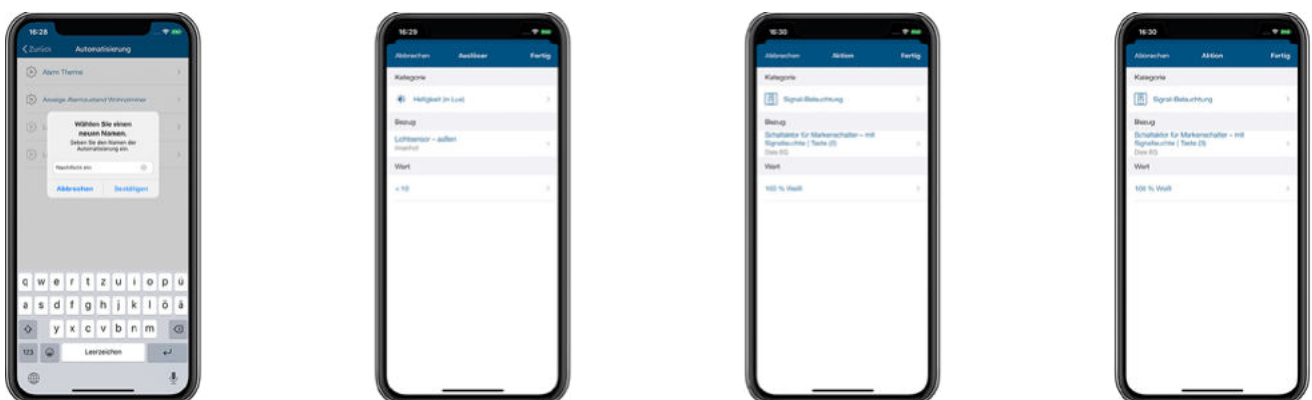 16:28
Zurück Automatisierung
Alarm Theme
Anzeige Alarmzustand Wohnzimmer
L
Wählen Sie einen
neuen Namen.
Geben Sie den Namen der
Automatisierung ein.
L
Nachtlicht ein
Abbrechen Bestätigen
q w e r t z u i o p ü
a s d f g h j k l ö ä
y x c v b n m
123 Leerzeichen
16:29
Abbrechen Auslöser Fertig
Kategorie
Helligkeit (in Lux)
Bezug
Lichtsensor – außen
Wert
< 10
16:30
Abbrechen Aktion Fertig
Kategorie
Signal-Beleuchtung
Bezug
Schaltaktor für Markenschalter – mit
Signalleuchte | Taste (II)
Wert
100 % Weiß
16:30
Abbrechen Aktion Fertig
Kategorie
Signal-Beleuchtung
Bezug
Schaltaktor für Markenschalter – mit
Signalleuchte | Taste (II)
Wert
100 % Weiß